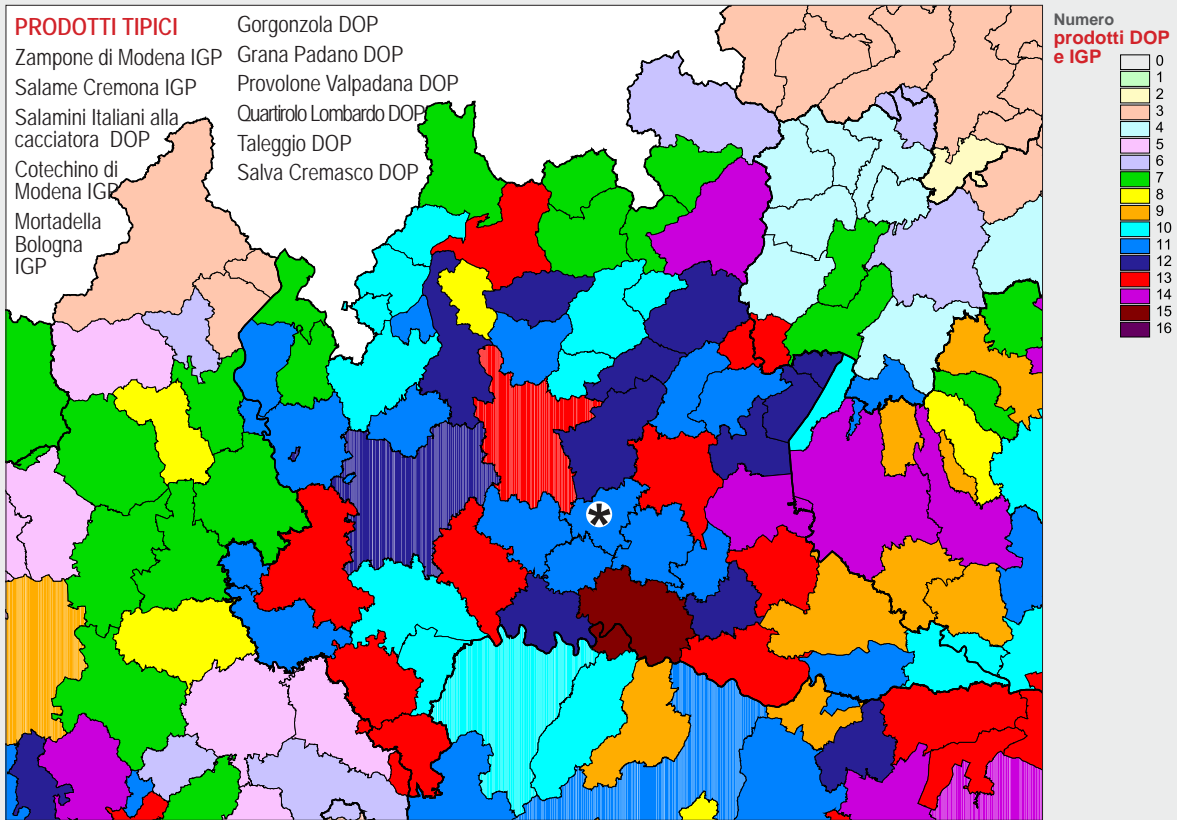 PRODOTTI TIPICI
Zampone di Modena IGP
Salame Cremona IGP
Salamini Italiani alla
cacciatora DOP
Cotechino di
Modena IGP
Mortadella
Bologna
IGP
Gorgonzola DOP
Grana Padano DOP
Provolone Valpadana DOP
Quartirolo Lombardo DOP
Taleggio DOP
Salva Cremasco DOP
*
Numero
prodotti DOP
e IGP
0
1
2
3
4
5
6
7
8
9
10
11
12
13
14
15
16